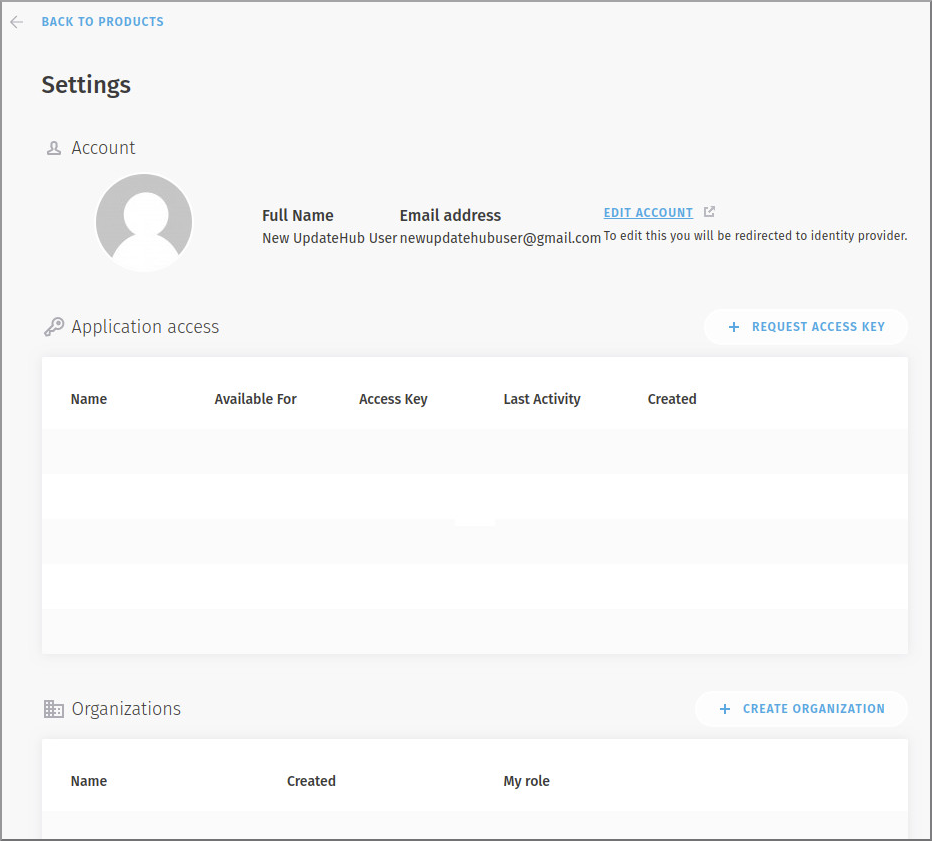 BACK TO PRODUCTS
Settings
Account
Full Name Email address EDIT ACCOUNT
New UpdateHub User newupdatehubuser@gmail.com To edit this you will be redirected to identity provider.
Application access + REQUEST ACCESS KEY
Name Available For Access Key Last Activity Created
Organizations + CREATE ORGANIZATION
Name Created My role